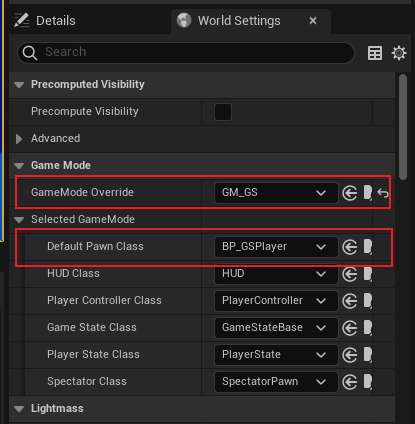 Details
World Settings
Search
Precomputed Visibility
Precompute Visibility
Advanced
Game Mode
GameMode Override
GM_GS
Selected GameMode
Default Pawn Class
BP_GSPlayer
HUD Class
HUD
Player Controller Class
PlayerController
Game State Class
GameStateBase
Player State Class
PlayerState
Spectator Class
SpectatorPawn
Lightmass